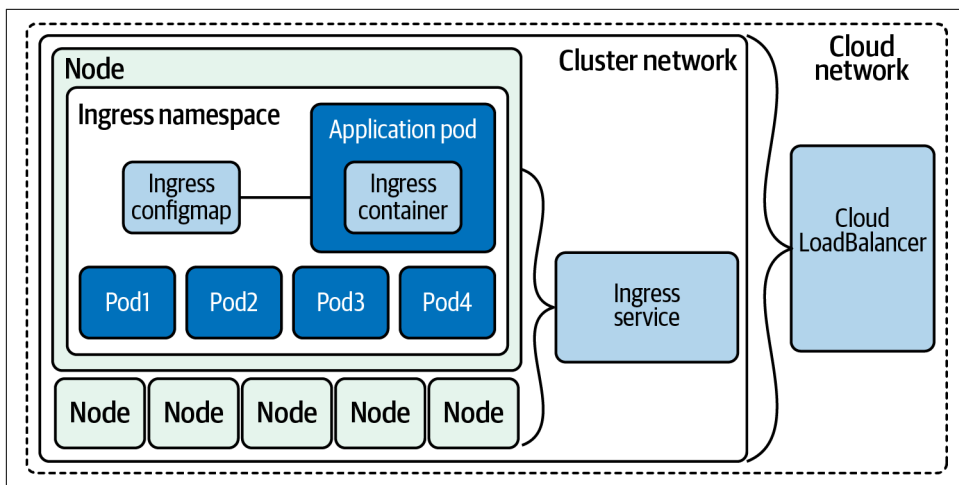 Node
Ingress namespace
Ingress
configmap
Application pod
Ingress
container
Pod1
Pod2
Pod3
Pod4
Node
Node
Node
Node
Node
Cluster network
Ingress
service
Cloud
network
Cloud
LoadBalancer